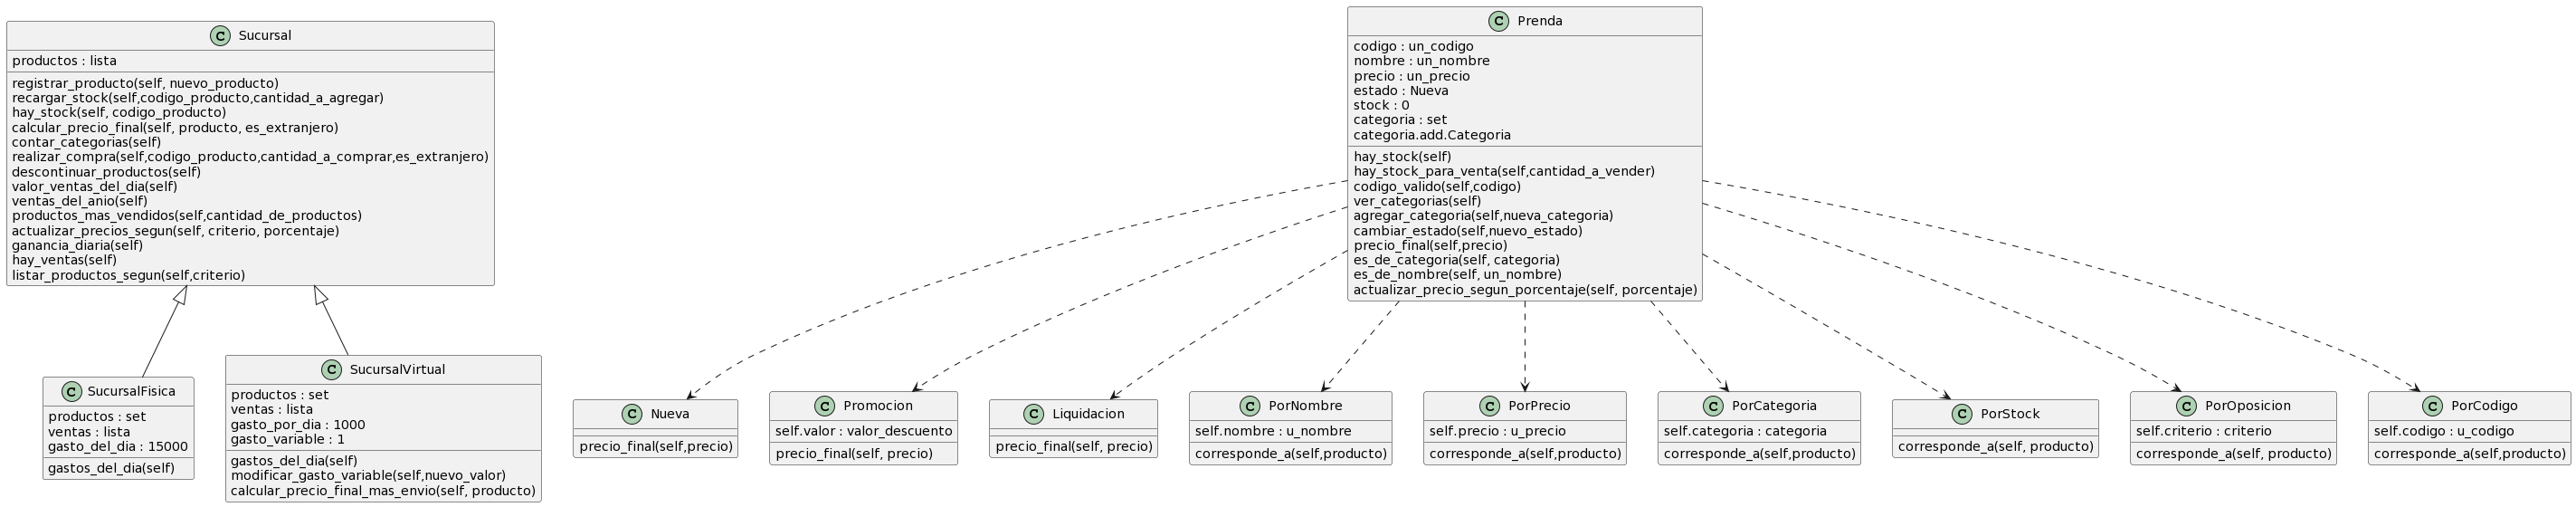 C Sucursal
productos : lista
registrar_producto(self, nuevo_producto)
recargar_stock(self,codigo_producto,cantidad_a_agregar)
hay_stock(self, codigo_producto)
calcular_precio_final(self, producto, es_extranjero)
contar_categorias(self)
realizar_compra(self,codigo_producto,cantidad_a_comprar,es_extranjero)
descontinuar_productos(self)
valor_ventas_del_dia(self)
ventas_del_anio(self)
productos_mas_vendidos(self,cantidad_de_productos)
actualizar_precios_segun(self, criterio, porcentaje)
ganancia_diaria(self)
hay_ventas(self)
listar_productos_segun(self,criterio)
C Prenda
codigo : un_codigo
nombre : un_nombre
precio : un_precio
estado : Nueva
stock : 0
categoria : set
categoria.add.Categoria
hay_stock(self)
hay_stock_para_venta(self,cantidad_a_vender)
codigo_valido(self,codigo)
ver_categorias(self)
agregar_categoria(self,nueva_categoria)
cambiar_estado(self,nuevo_estado)
precio_final(self,precio)
es_de_categoria(self, categoria)
es_de_nombre(self, un_nombre)
actualizar_precio_segun_porcentaje(self, porcentaje)
C SucursalFisica
productos : set
ventas : lista
gasto_del_dia : 15000
gastos_del_dia(self)
C SucursalVirtual
productos : set
ventas : lista
gasto_por_dia : 1000
gasto_variable : 1
gastos_del_dia(self)
modificar_gasto_variable(self,nuevo_valor)
calcular_precio_final_mas_envio(self, producto)
C Nueva
precio_final(self,precio)
C Promocion
self.valor : valor_descuento
precio_final(self, precio)
C Liquidacion
precio_final(self, precio)
C PorNombre
self.nombre : u_nombre
corresponde_a(self,producto)
C PorPrecio
self.precio : u_precio
corresponde_a(self,producto)
C PorCategoria
self.categoria : categoria
corresponde_a(self,producto)
C PorStock
corresponde_a(self, producto)
C PorOposicion
self.criterio : criterio
corresponde_a(self, producto)
C PorCodigo
self.codigo : u_codigo
corresponde_a(self,producto)